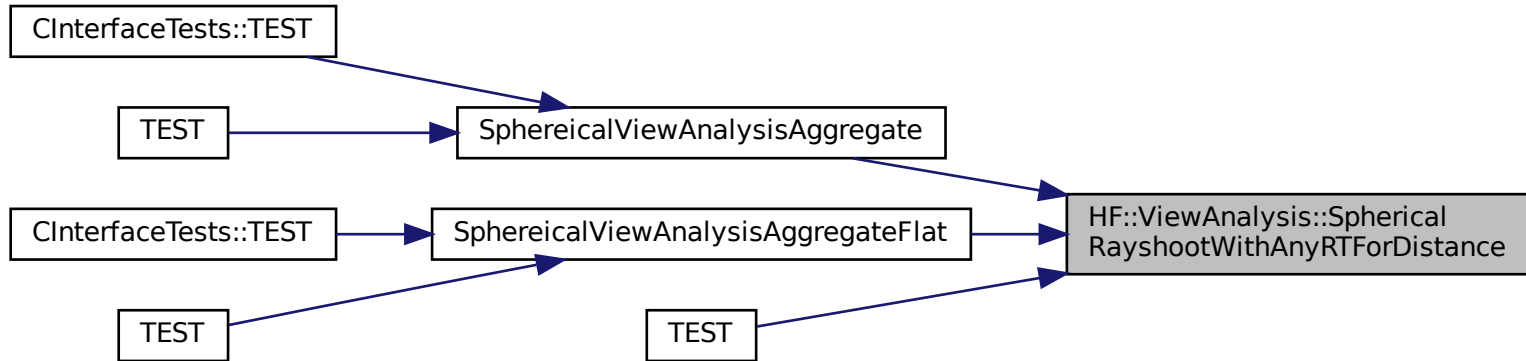 CInterfaceTests::TEST
TEST
SphereicalViewAnalysisAggregate
CInterfaceTests::TEST
SphereicalViewAnalysisAggregateFlat
HF::ViewAnalysis::Spherical
RayshootWithAnyRTForDistance
TEST
TEST